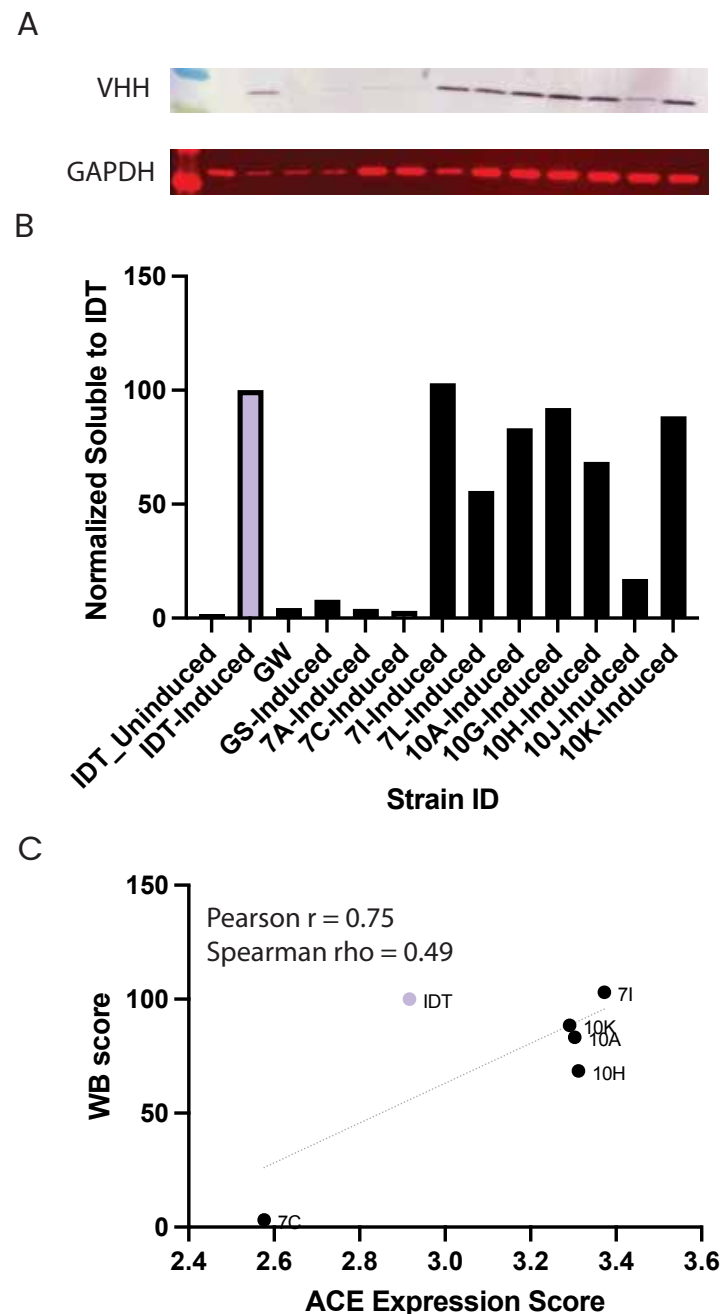 A
VHH
GAPDH
B
Normalized Soluble to IDT
150
100
50
0
IDT_Uninduced
IDT-Induced
GW
GS-Induced
7A-Induced
7C-Induced
7I-Induced
7L-Induced
10A-Induced
10G-Induced
10H-Induced
10J-Inudced
10K-Induced
Strain ID
C
WB score
150
100
50
0
Pearson r = 0.75
Spearman rho = 0.49
IDT
7I
10K
10A
10H
7C
2.4 2.6 2.8 3.0 3.2 3.4 3.6
ACE Expression Score